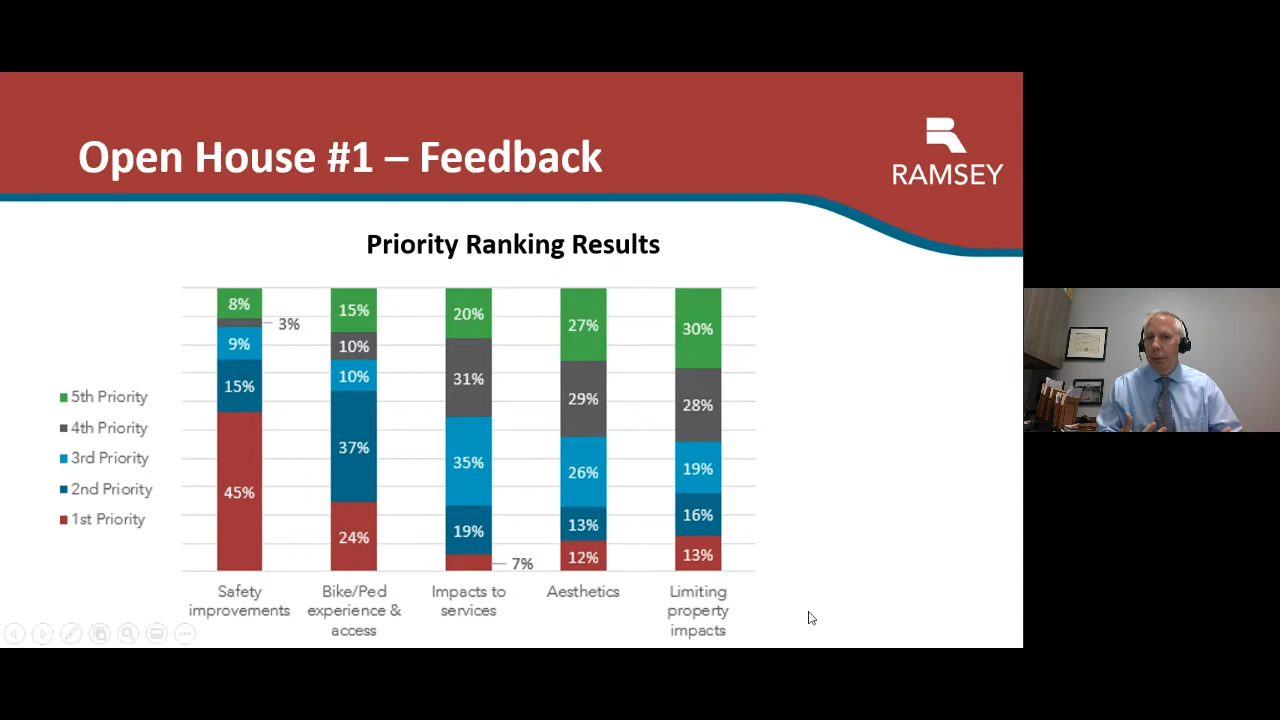 Open House #1 – Feedback
RAMSEY
Priority Ranking Results
5th Priority
4th Priority
3rd Priority
2nd Priority
1st Priority
8%
3%
9%
15%
45%
15%
10%
10%
37%
24%
20%
31%
35%
19%
7%
27%
29%
26%
13%
12%
30%
28%
19%
16%
13%
Safety
improvements
Bike/Ped
experience &
access
Impacts to
services
Aesthetics
Limiting
property
impacts